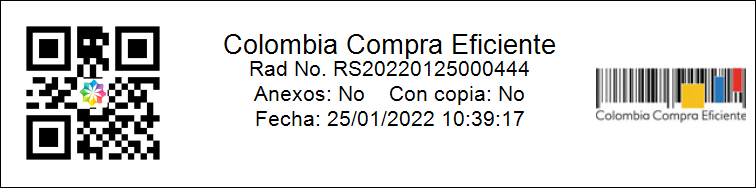 Colombia Compra Eficiente
Rad No. RS20220125000444
Anexos: No    Con copia: No
Fecha: 25/01/2022 10:39:17
Colombia Compra Eficiente